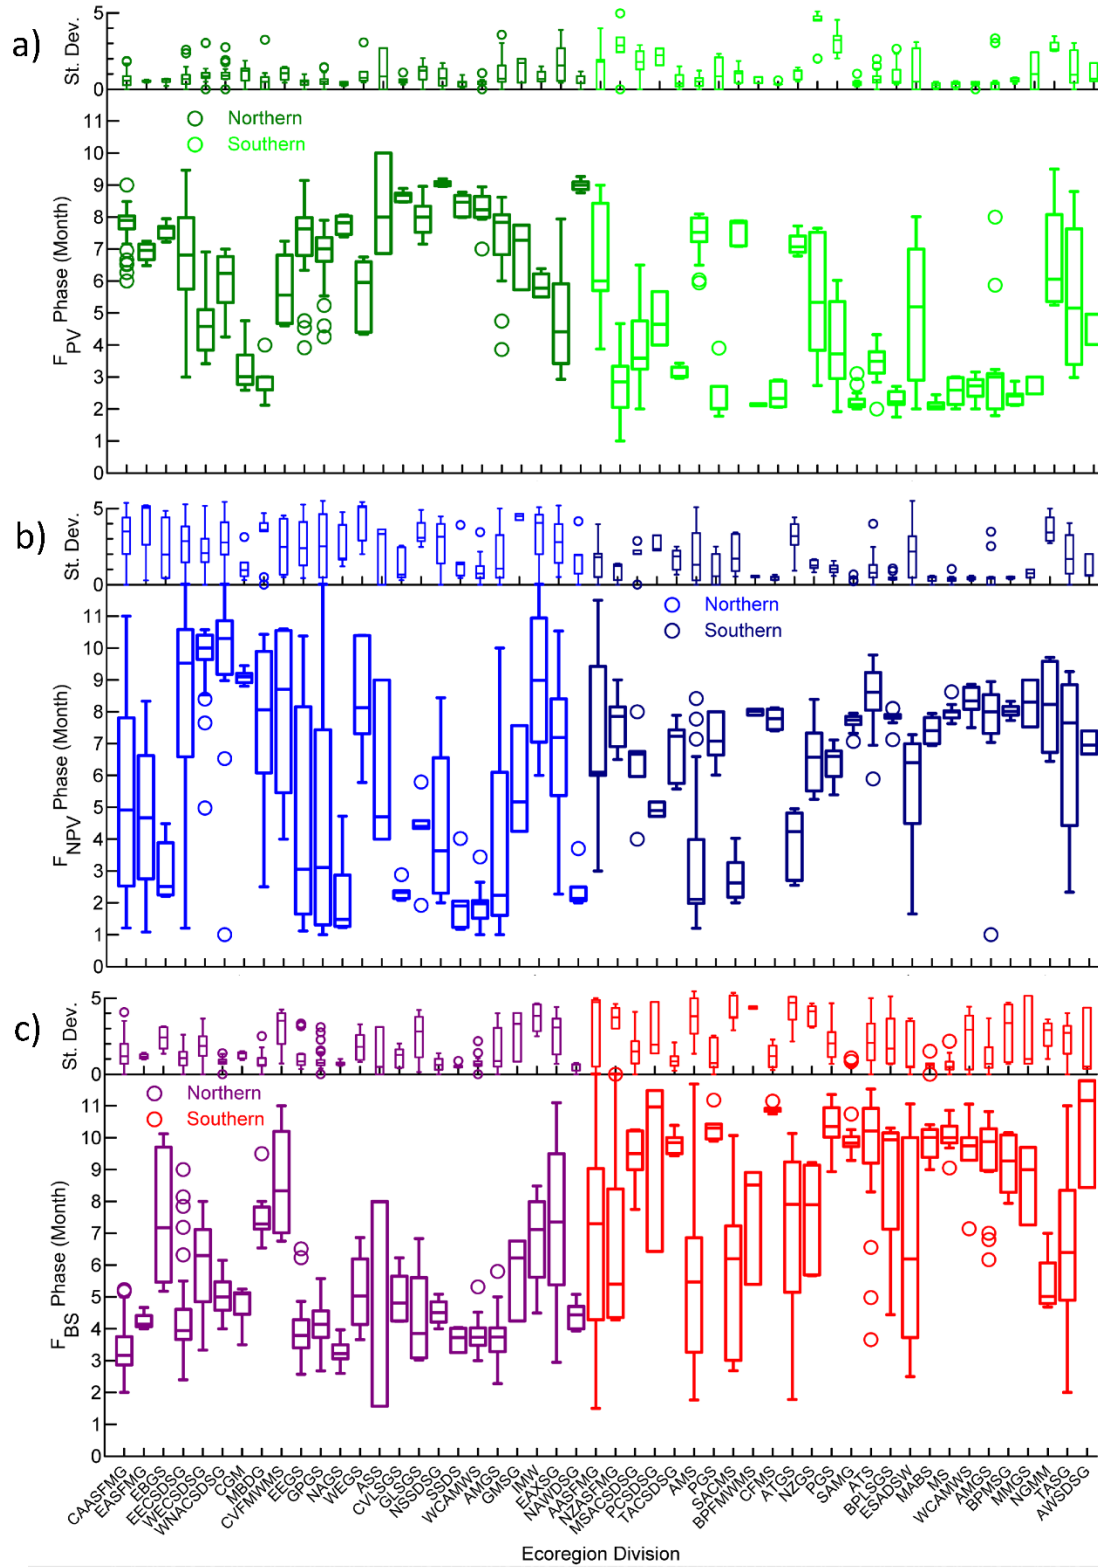 a)
St. Dev.
5
0
F PV Phase (Month)
11
10
9
8
7
6
5
4
3
2
1
0
Northern
Southern
b)
St. Dev.
5
0
F NPV Phase (Month)
11
10
9
8
7
6
5
4
3
2
1
0
Northern
Southern
c)
St. Dev.
5
0
F BS Phase (Month)
11
10
9
8
7
6
5
4
3
2
1
0
Northern
Southern
CAASFMG
EASFMG
EBGS
EECSDSG
WECSDSG
WNACSDSG
CGM
MBDG
CVFMWMS
EEGS
GPGS
NAGS
WEGS
ASS
CVLSGS
GLSGS
NSSDSG
SSDS
WCAMWS
AMGS
GMSG
IMIW
EAXSG
NAWDSG
AASFMG
NZASFMG
MSACSDSG
PCSDSG
TACSDSG
AMS
PGS
SACMS
BPFMWMS
CFMS
ATGS
NZGS
PGS
SAMG
ATS
BPLSGS
ESADSGW
MABS
MS
WCAMWS
AMGS
BPMSG
MMGS
NGMM
TASG
AWSDSG
Ecoregion Division